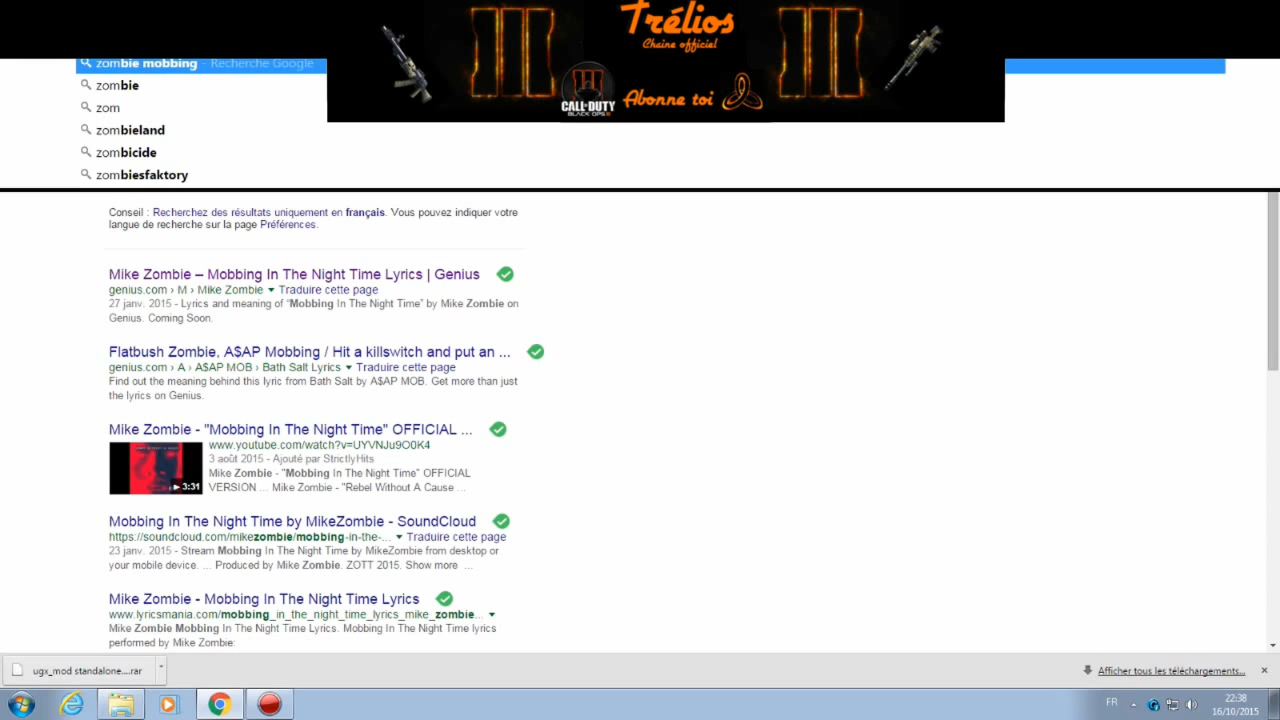 Trélios
Chaine officiel
CALL OF DUTY
BLACK OPS III
Abonne toi
zombie mobbing - Recherche Google
zombie
zom
zombieland
zombicide
zombiesfaktory
Conseil : Recherchez des résultats uniquement en français. Vous pouvez indiquer votre
langue de recherche sur la page Préférences.
Mike Zombie – Mobbing In The Night Time Lyrics | Genius
genius.com › M › Mike Zombie ▼ Traduire cette page
27 janv. 2015 - Lyrics and meaning of “Mobbing In The Night Time” by Mike Zombie on
Genius. Coming Soon.
Flatbush Zombie, A$AP Mobbing / Hit a killswitch and put an ...
genius.com › A › A$AP MOB › Bath Salt Lyrics ▼ Traduire cette page
Find out the meaning behind this lyric from Bath Salt by A$AP MOB. Get more than just
the lyrics on Genius.
Mike Zombie - "Mobbing In The Night Time" OFFICIAL ...
www.youtube.com/watch?v=UYVNJu9O0K4
3 août 2015 - Ajouté par StrictlyHits
Mike Zombie - "Mobbing In The Night Time" OFFICIAL
VERSION ... Mike Zombie - "Rebel Without A Cause ...
3:31
Mobbing In The Night Time by MikeZombie - SoundCloud
https://soundcloud.com/mikezombie/mobbing-in-the-... ▼ Traduire cette page
23 janv. 2015 - Stream Mobbing In The Night Time by MikeZombie from desktop or
your mobile device. ... Produced by Mike Zombie. ZOTT 2015. Show more ...
Mike Zombie - Mobbing In The Night Time Lyrics
www.lyricsmania.com/mobbing_in_the_night_time_lyrics_mike_zombie... ▼
Mike Zombie Mobbing In The Night Time Lyrics. Mobbing In The Night Time lyrics
performed by Mike Zombie:
ugx_mod standalone....rar
Afficher tous les téléchargements...
FR
22:38
16/10/2015